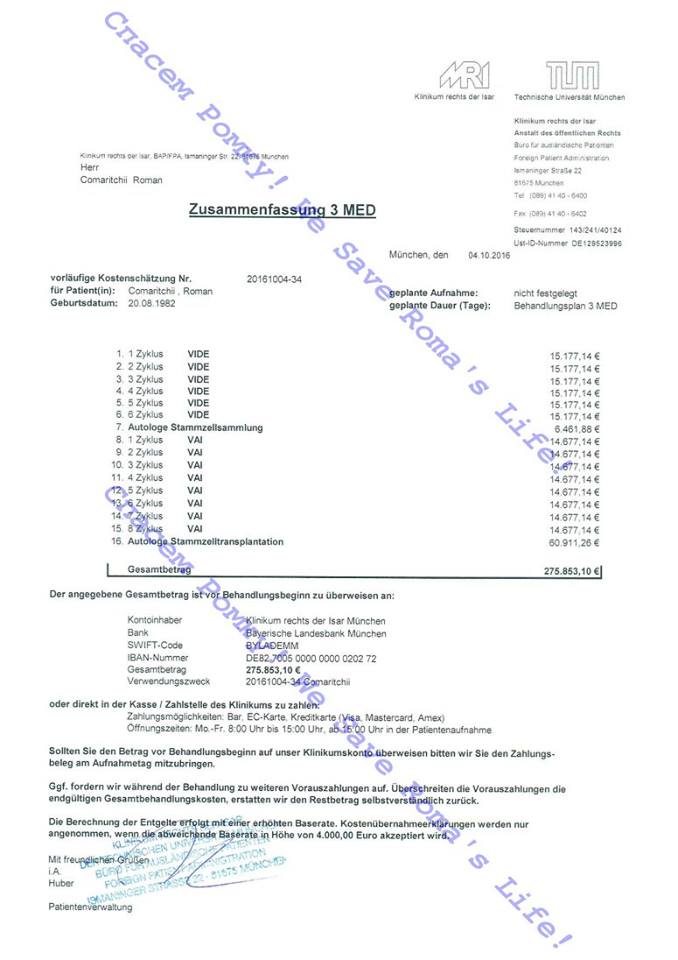 MRI
TUM
Klinikum rechts der Isar
Technische Universität München
Klinikum rechts der Isar
Anstalt des öffentlichen Rechts
Büro für ausländische Patienten
Foreign Patient Administration
Ismaninger Straße 22
81675 München
Tel (089) 41 40 - 6400
Fax (089) 41 40 - 6402
Steuernummer 143/241/40124
Ust-ID-Nummer DE129523996
Klinikum rechts der Isar, BAP/FPA, Ismaninger Str. 22, 81675 München
Herr
Comaritchii Roman
Zusammenfassung 3 MED
München, den 04.10.2016
vorläufige Kostenschätzung Nr. 20161004-34
für Patient(in): Comaritchii , Roman
Geburtsdatum: 20.08.1982
geplante Aufnahme: nicht festgelegt
geplante Dauer (Tage): Behandlungsplan 3 MED
1. 1 Zyklus VIDE 15.177,14 €
2. 2 Zyklus VIDE 15.177,14 €
3. 3 Zyklus VIDE 15.177,14 €
4. 4 Zyklus VIDE 15.177,14 €
5. 5 Zyklus VIDE 15.177,14 €
6. 6 Zyklus VIDE 15.177,14 €
7. Autologe Stammzellsammlung 6.461,88 €
8. 1 Zyklus VAI 14.677,14 €
9. 2 Zyklus VAI 14.677,14 €
10. 3 Zyklus VAI 14.677,14 €
11. 4 Zyklus VAI 14.677,14 €
12. 5 Zyklus VAI 14.677,14 €
13. 6 Zyklus VAI 14.677,14 €
14. 7 Zyklus VAI 14.677,14 €
15. 8 Zyklus VAI 14.677,14 €
16. Autologe Stammzelltransplantation 60.911,26 €
Gesamtbetrag 275.853,10 €
Der angegebene Gesamtbetrag ist vor Behandlungsbeginn zu überweisen an:
Kontoinhaber Klinikum rechts der Isar München
Bank Bayerische Landesbank München
SWIFT-Code BYLADEMM
IBAN-Nummer DE82 7005 0000 0000 0202 72
Gesamtbetrag 275.853,10 €
Verwendungszweck 20161004-34 Comaritchii
oder direkt in der Kasse / Zahlstelle des Klinikums zu zahlen:
Zahlungsmöglichkeiten: Bar, EC-Karte, Kreditkarte (Visa, Mastercard, Amex)
Öffnungszeiten: Mo.-Fr. 8:00 Uhr bis 15:00 Uhr, ab 15:00 Uhr in der Patientenaufnahme
Sollten Sie den Betrag vor Behandlungsbeginn auf unser Klinikumskonto überweisen bitten wir Sie den Zahlungs-
beleg am Aufnahmetag mitzubringen.
Ggf. fordern wir während der Behandlung zu weiteren Vorauszahlungen auf. Überschreiten die Vorauszahlungen die
endgültigen Gesamtbehandlungskosten, erstatten wir den Restbetrag selbstverständlich zurück.
Die Berechnung der Entgelte erfolgt mit einer erhöhten Baserate. Kostenübernahmeerklärungen werden nur
angenommen, wenn die abweichende Baserate in Höhe von 4.000,00 Euro akzeptiert wird.
Mit freundlichen Grüßen
i.A.
Huber
Patientenverwaltung
BÜRO FÜR AUSLÄNDISCHE PATIENTEN
FOREIGN PATIENT ADMINISTRATION
ISMANINGER STRASSE 22 - 81675 MÜNCHEN
Спасем Ромку! We Save Roma's Life!
Спасем Ромку! We Save Roma's Life!